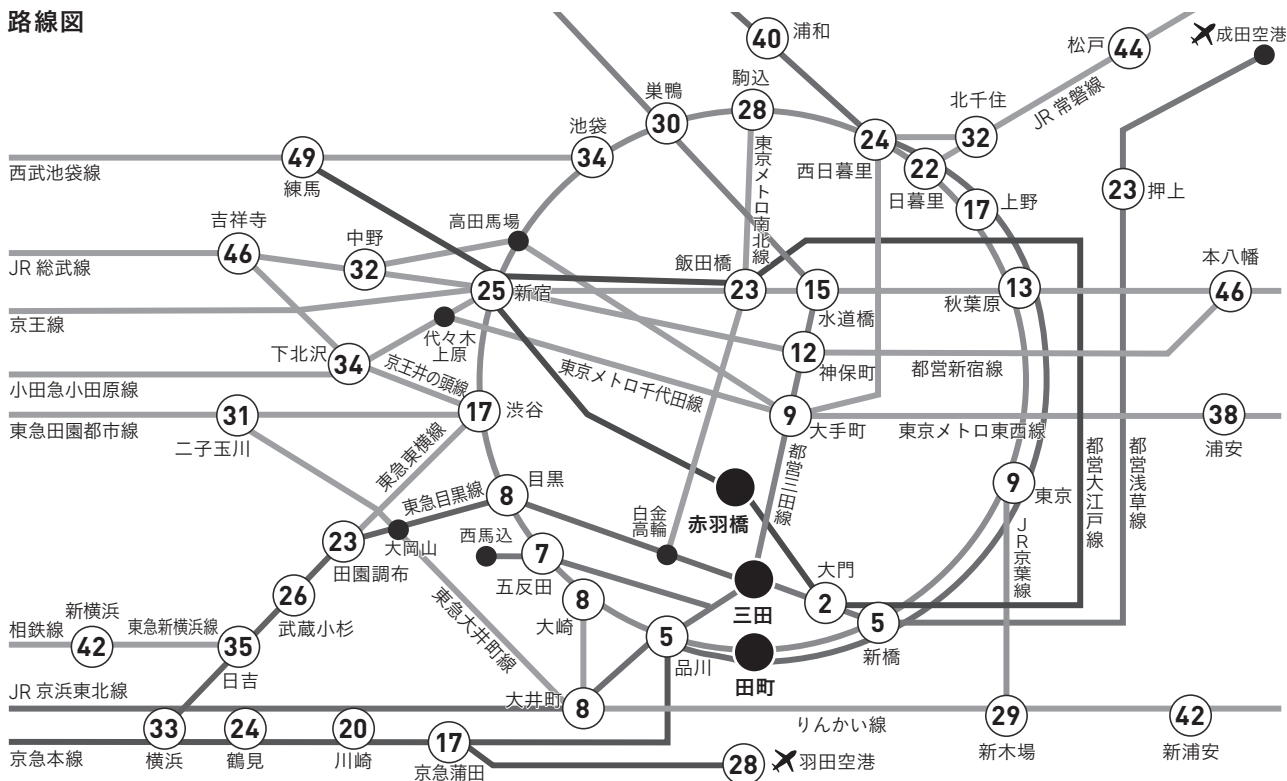 路線図
40
浦和
松戸
44
成田空港
巣鴨
30
駒込
28
北千住
32
JR 常磐線
池袋
34
24
西日暮里
22
日暮里
17
上野
23
押上
49
練馬
西武池袋線
東京メトロ南北線
吉祥寺
46
中野
32
高田馬場
JR 総武線
飯田橋
23
25
新宿
15
水道橋
13
秋葉原
本八幡
46
京王線
代々木
上原
下北沢
34
12
神保町
都営新宿線
小田急小田原線
京王井の頭線
東京メトロ千代田線
31
二子玉川
東急田園都市線
17
渋谷
9
大手町
東京メトロ東西線
38
浦安
東急東横線
都営三田線
都営大江戸線
都営浅草線
8
目黒
東急目黒線
赤羽橋
9
東京
白金
高輪
西馬込
7
五反田
23
田園調布
大岡山
JR京葉線
26
武蔵小杉
東急大井町線
8
大崎
三田
大門
2
5
新橋
新横浜
42
相鉄線
東急新横浜線
35
日吉
5
品川
田町
JR 京浜東北線
大井町
8
りんかい線
29
新木場
42
新浦安
33
横浜
24
鶴見
20
川崎
17
京急蒲田
京急本線
28
羽田空港